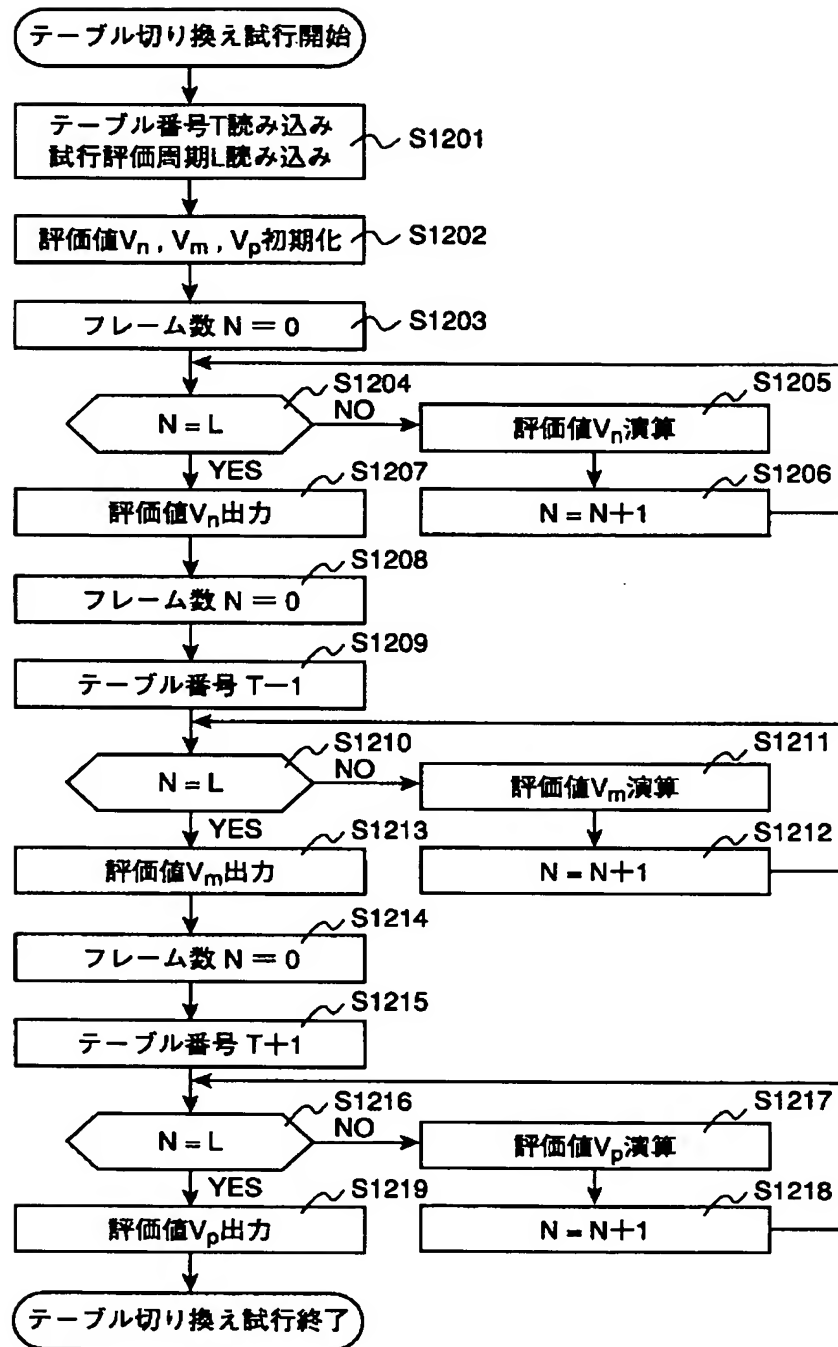 テーブル切り換え試行開始
テーブル番号T読み込み
試行評価周期L読み込み
S1201
評価値Vn , Vm , Vp初期化
S1202
フレーム数 N = 0
S1203
S1204
N = L
NO
YES
S1205
評価値Vn演算
S1206
N = N+1
S1207
評価値Vn出力
S1208
フレーム数 N = 0
S1209
テーブル番号 T−1
S1210
N = L
NO
YES
S1211
評価値Vm演算
S1212
N = N+1
S1213
評価値Vm出力
S1214
フレーム数 N = 0
S1215
テーブル番号 T+1
S1216
N = L
NO
YES
S1217
評価値Vp演算
S1218
N = N+1
S1219
評価値Vp出力
テーブル切り換え試行終了